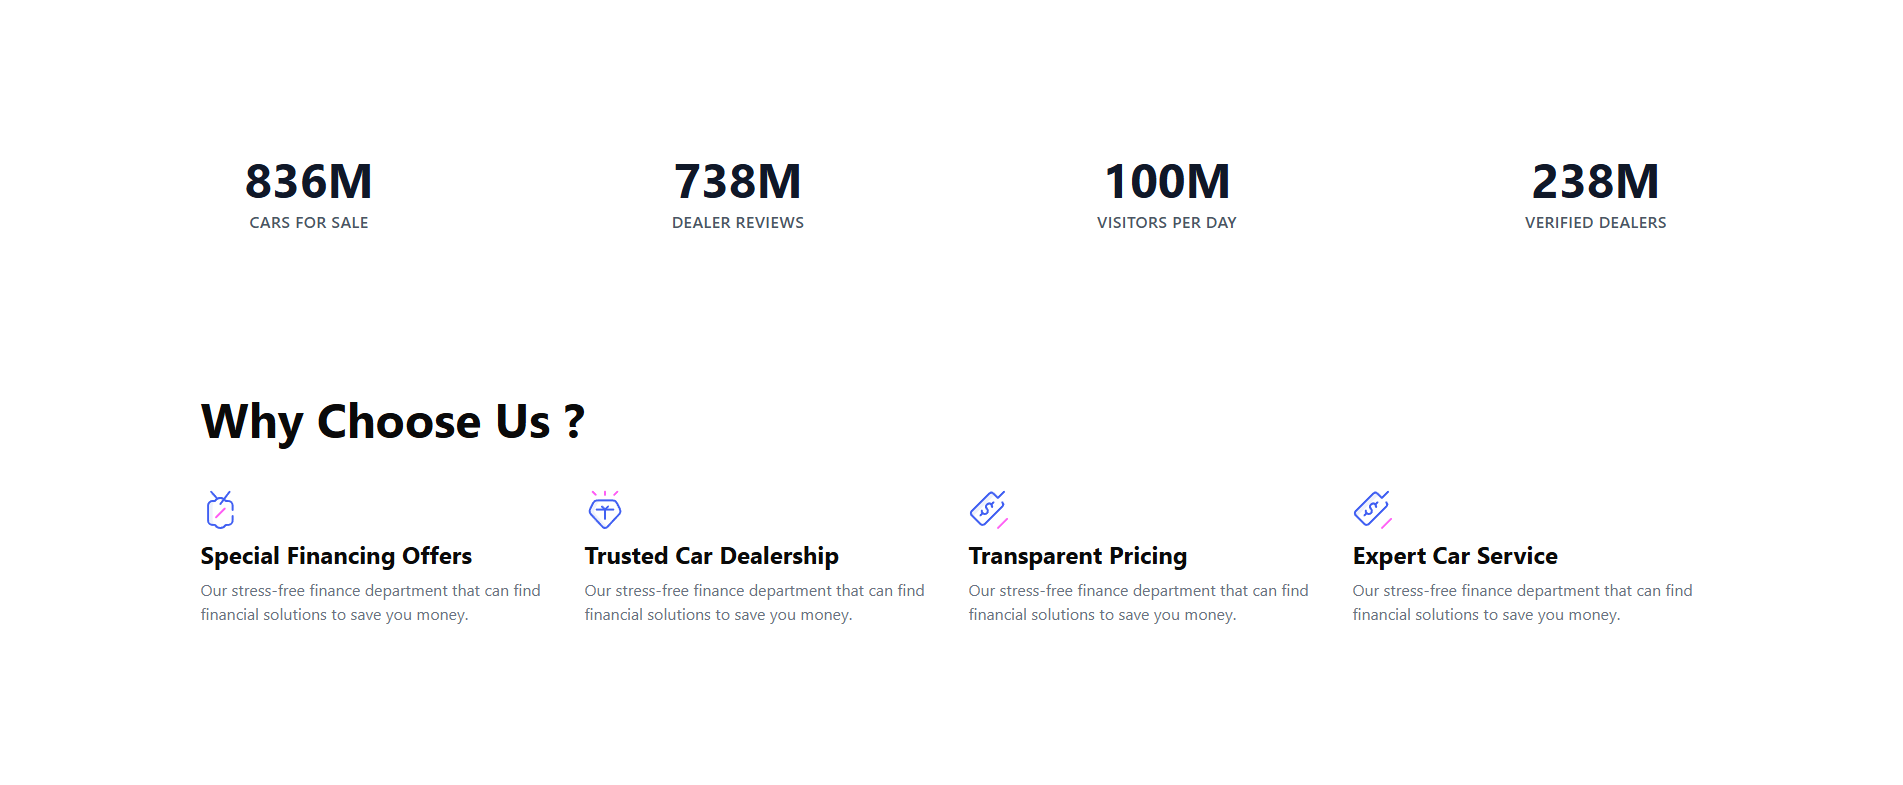 836M
CARS FOR SALE
738M
DEALER REVIEWS
100M
VISITORS PER DAY
238M
VERIFIED DEALERS
Why Choose Us ?
Special Financing Offers
Our stress-free finance department that can find
financial solutions to save you money.
Trusted Car Dealership
Our stress-free finance department that can find
financial solutions to save you money.
Transparent Pricing
Our stress-free finance department that can find
financial solutions to save you money.
Expert Car Service
Our stress-free finance department that can find
financial solutions to save you money.